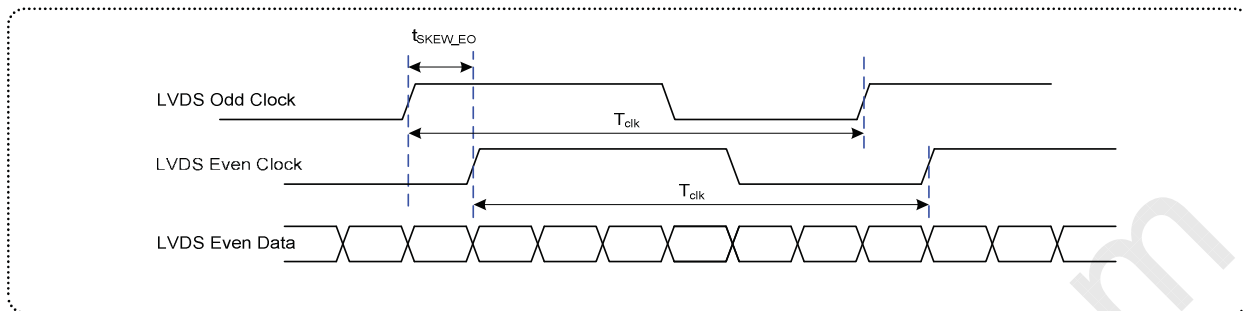 tSKEW_EO
LVDS Odd Clock
Tclk
LVDS Even Clock
Tclk
LVDS Even Data
m